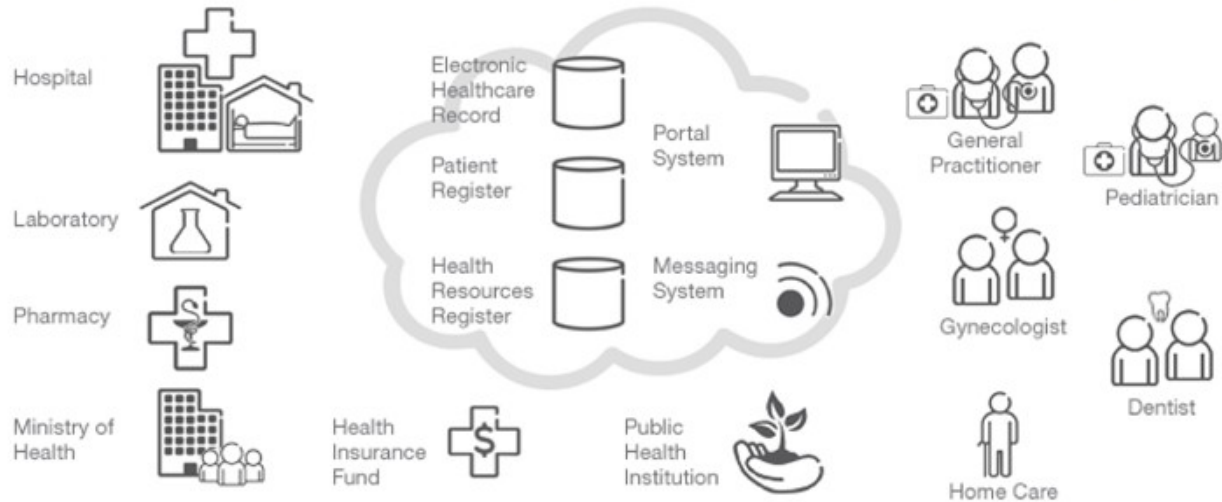 Hospital
Laboratory
Pharmacy
Ministry of
Health
Electronic
Healthcare
Record
Patient
Register
Health
Resources
Register
Portal
System
Messaging
System
Health
Insurance
Fund
$
Public
Health
Institution
General
Practitioner
Pediatrician
Gynecologist
Dentist
Home Care